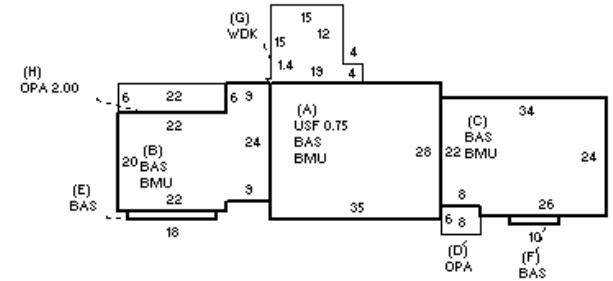 (G)
WDK
15
15
12
4
1.4
19
4
(H)
OPA 2.00
6
22
6
9
22
(A)
USF 0.75
BAS
BMU
34
(C)
BAS
BMU
24
20
(B)
BAS
BMU
28
22
24
(E)
BAS
22
9
8
35
26
18
6
8
10
(D)
OPA
(F)
BAS